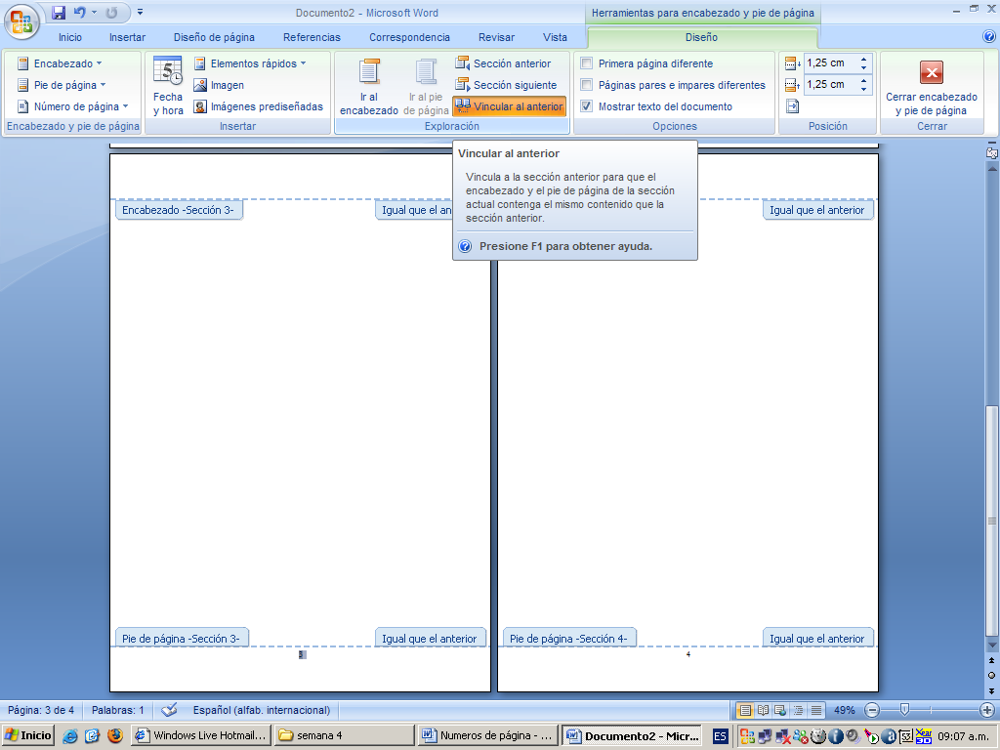 Documento2 - Microsoft Word
Herramientas para encabezado y pie de página
Inicio Insertar Diseño de página Referencias Correspondencia Revisar Vista Diseño
Encabezado
Pie de página
Número de página
Encabezado y pie de página
5
Fecha y hora
Elementos rápidos
Imagen
Imágenes prediseñadas
Insertar
Ir al encabezado
Ir al pie de página
Sección anterior
Sección siguiente
Vincular al anterior
Exploración
Primera página diferente
Páginas pares e impares diferentes
Mostrar texto del documento
Opciones
1,25 cm
1,25 cm
Posición
Cerrar encabezado y pie de página
Cerrar
Vincular al anterior
Vincula a la sección anterior para que el
encabezado y el pie de página de la sección
actual contenga el mismo contenido que la
sección anterior.
Presione F1 para obtener ayuda.
Encabezado -Sección 3- Igual que el an
Igual que el anterior
Pie de página -Sección 3- Igual que el anterior
Pie de página -Sección 4- Igual que el anterior
3
4
Página: 3 de 4 Palabras: 1 Español (alfab. internacional) 49%
Inicio Windows Live Hotmail... semana 4 Numeros de página - ... Documento2 - Micr... ES 09:07 a.m.